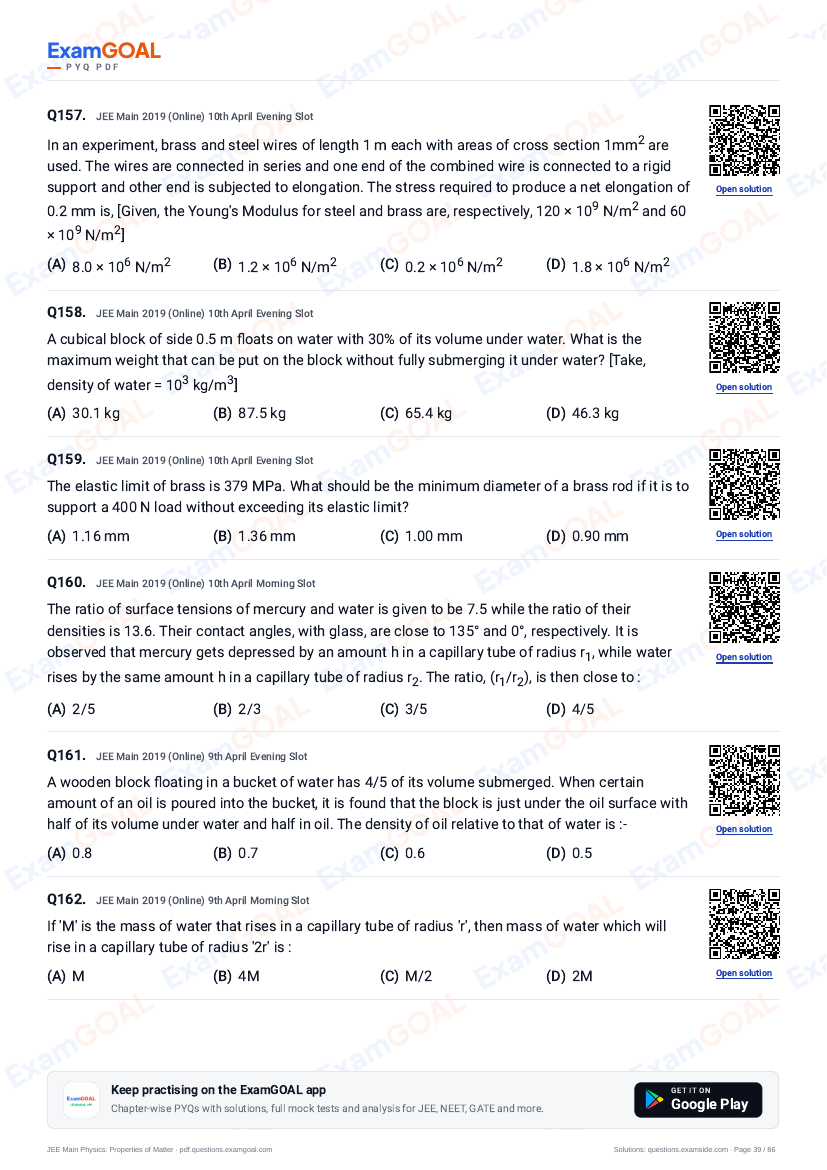 ExamGOAL
PYQ PDF
Q157. JEE Main 2019 (Online) 10th April Evening Slot
In an experiment, brass and steel wires of length 1 m each with areas of cross section 1mm² are
used. The wires are connected in series and one end of the combined wire is connected to a rigid
support and other end is subjected to elongation. The stress required to produce a net elongation of
0.2 mm is, [Given, the Young's Modulus for steel and brass are, respectively, 120 × 10⁹ N/m² and 60
× 10⁹ N/m²]
(A) 8.0 × 10⁶ N/m² (B) 1.2 × 10⁶ N/m² (C) 0.2 × 10⁶ N/m² (D) 1.8 × 10⁶ N/m²
Open solution
Q158. JEE Main 2019 (Online) 10th April Evening Slot
A cubical block of side 0.5 m floats on water with 30% of its volume under water. What is the
maximum weight that can be put on the block without fully submerging it under water? [Take,
density of water = 10³ kg/m³]
(A) 30.1 kg (B) 87.5 kg (C) 65.4 kg (D) 46.3 kg
Open solution
Q159. JEE Main 2019 (Online) 10th April Evening Slot
The elastic limit of brass is 379 MPa. What should be the minimum diameter of a brass rod if it is to
support a 400 N load without exceeding its elastic limit?
(A) 1.16 mm (B) 1.36 mm (C) 1.00 mm (D) 0.90 mm
Open solution
Q160. JEE Main 2019 (Online) 10th April Morning Slot
The ratio of surface tensions of mercury and water is given to be 7.5 while the ratio of their
densities is 13.6. Their contact angles, with glass, are close to 135° and 0°, respectively. It is
observed that mercury gets depressed by an amount h in a capillary tube of radius r₁, while water
rises by the same amount h in a capillary tube of radius r₂. The ratio, (r₁/r₂), is then close to :
(A) 2/5 (B) 2/3 (C) 3/5 (D) 4/5
Open solution
Q161. JEE Main 2019 (Online) 9th April Evening Slot
A wooden block floating in a bucket of water has 4/5 of its volume submerged. When certain
amount of an oil is poured into the bucket, it is found that the block is just under the oil surface with
half of its volume under water and half in oil. The density of oil relative to that of water is :-
(A) 0.8 (B) 0.7 (C) 0.6 (D) 0.5
Open solution
Q162. JEE Main 2019 (Online) 9th April Morning Slot
If 'M' is the mass of water that rises in a capillary tube of radius 'r', then mass of water which will
rise in a capillary tube of radius '2r' is :
(A) M (B) 4M (C) M/2 (D) 2M
Open solution
ExamGOAL
Keep practising on the ExamGOAL app
Chapter-wise PYQs with solutions, full mock tests and analysis for JEE, NEET, GATE and more.
GET IT ON
Google Play
JEE Main Physics: Properties of Matter · pdf.questions.examgoal.com
Solutions: questions.examside.com · Page 39 / 86